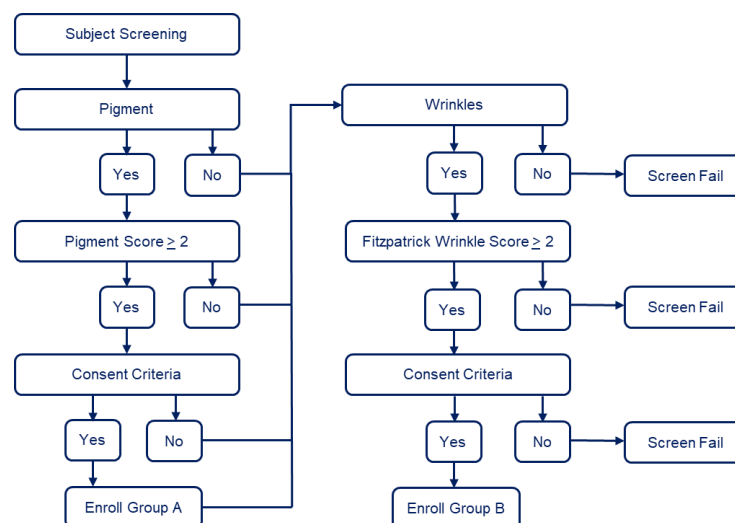 Subject Screening
Pigment
Yes
No
Pigment Score ≥ 2
Yes
No
Consent Criteria
Yes
No
Enroll Group A
Wrinkles
Yes
No
Screen Fail
Fitzpatrick Wrinkle Score ≥ 2
Yes
No
Screen Fail
Consent Criteria
Yes
No
Screen Fail
Enroll Group B